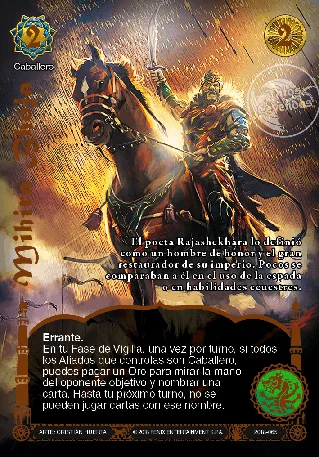 2
2
Caballero
Mihira Bhoja
El poeta Rajashekhara lo definió
como un hombre de honor y el gran
restaurador de su imperio. Pocos se
comparaban a él en el uso de la espada
o en habilidades ecuestres.
Errante.
En tu Fase de Vigilia, una vez por turno, si todos
los Aliados que controlas son Caballero,
puedes pagar un Oro para mirar la mano
del oponente objetivo y nombrar una
carta. Hasta tu próximo turno, no se
pueden jugar cartas con ese nombre.
ARTE: CRISTIÁN HUERTA